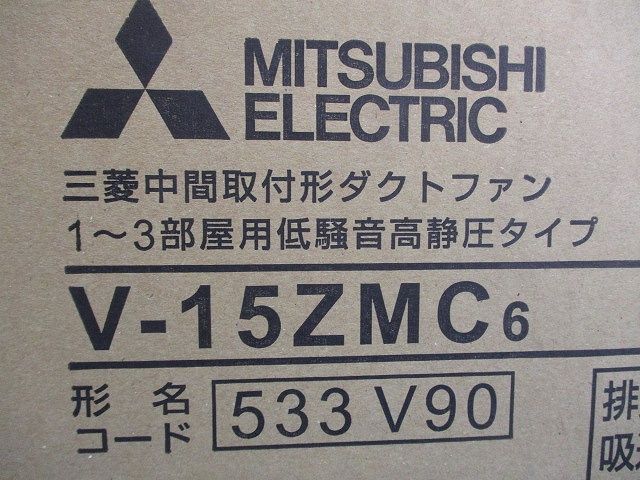 MITSUBISHI
ELECTRIC
三菱中間取付形ダクトファン
1～3部屋用低騒音高静圧タイプ
V-15ZMC6
形名
コード
533 V90
排
吸